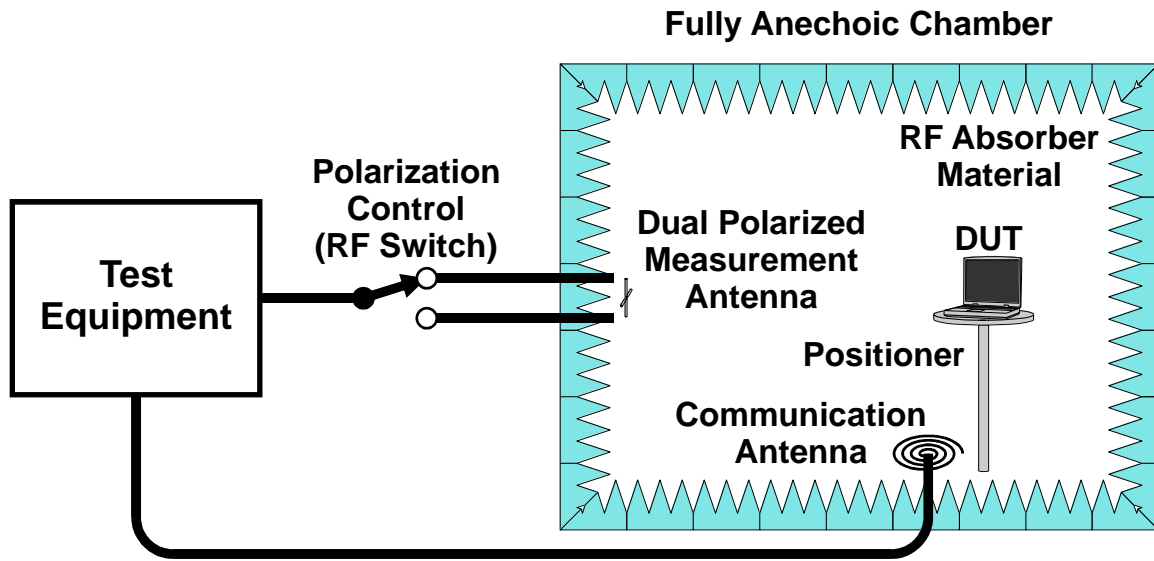 Fully Anechoic Chamber
RF Absorber
Material
Polarization
Control
(RF Switch)
Dual Polarized
Measurement
Antenna
DUT
Test
Equipment
Positioner
Communication
Antenna